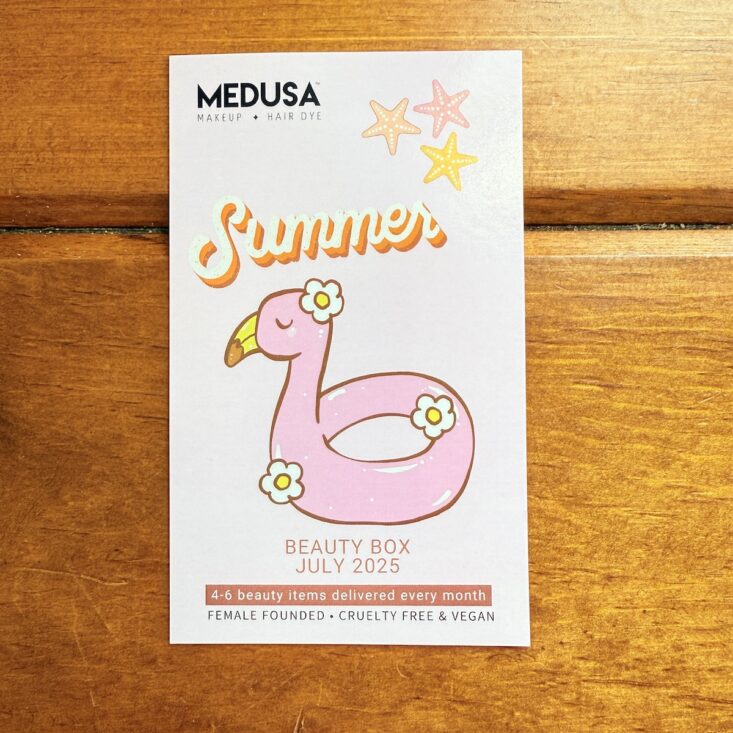 MEDUSA™
MAKEUP ✦ HAIR DYE
Summer
BEAUTY BOX
JULY 2025
4-6 beauty items delivered every month
FEMALE FOUNDED • CRUELTY FREE & VEGAN